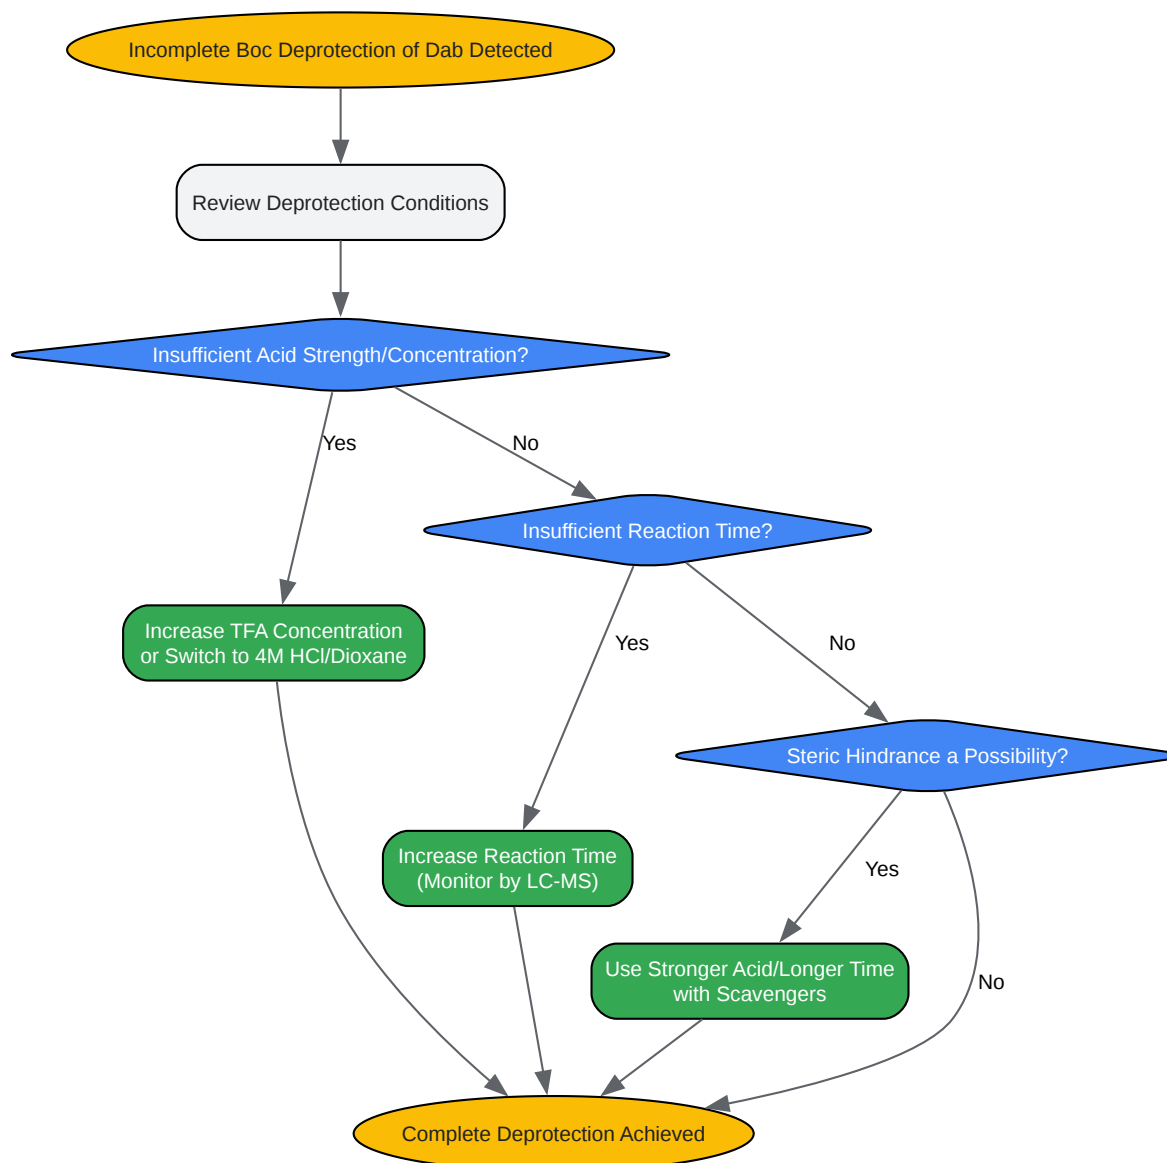 Incomplete Boc Deprotection of Dab Detected
Review Deprotection Conditions
Insufficient Acid Strength/Concentration?
Yes
No
Insufficient Reaction Time?
Increase TFA Concentration
or Switch to 4M HCl/Dioxane
Yes
No
Steric Hindrance a Possibility?
Increase Reaction Time
(Monitor by LC-MS)
Yes
Use Stronger Acid/Longer Time
with Scavengers
No
Complete Deprotection Achieved